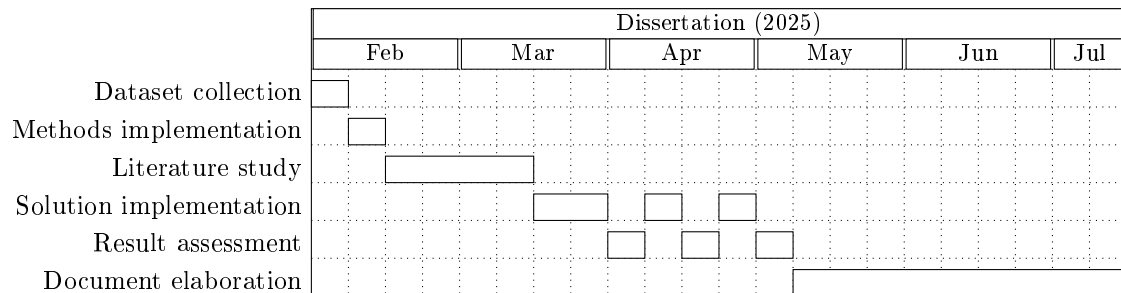 Dissertation (2025)
Feb Mar Apr May Jun Jul
Dataset collection
Methods implementation
Literature study
Solution implementation
Result assessment
Document elaboration